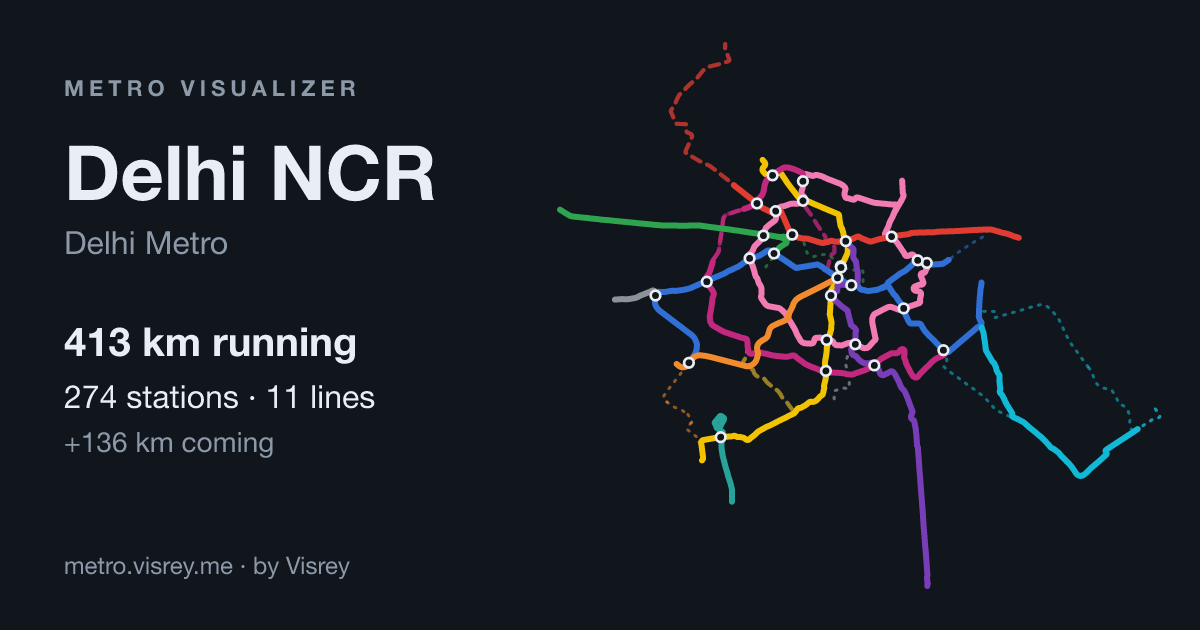 METRO VISUALIZER
Delhi NCR
Delhi Metro
413 km running
274 stations · 11 lines
+136 km coming
metro.visrey.me · by Visrey